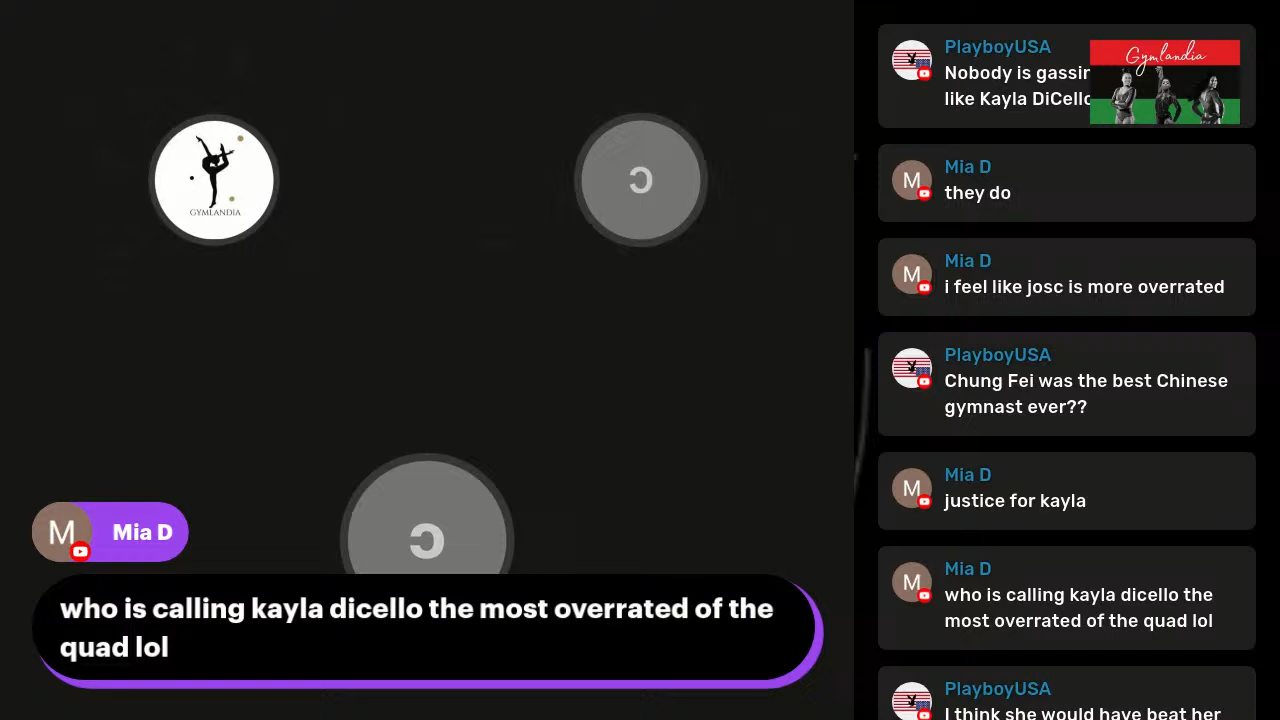 GYMLANDIA
C
C
M
Mia D
who is calling kayla dicello the most overrated of the
quad lol
PlayboyUSA
Nobody is
like Kayla
Gymlandia
M
Mia D
they do
M
Mia D
i feel like josc is more overrated
PlayboyUSA
Chung Fei was the best Chinese
gymnast ever??
M
Mia D
justice for kayla
M
Mia D
who is calling kayla dicello the
most overrated of the quad lol
PlayboyUSA
I think she would have beat her